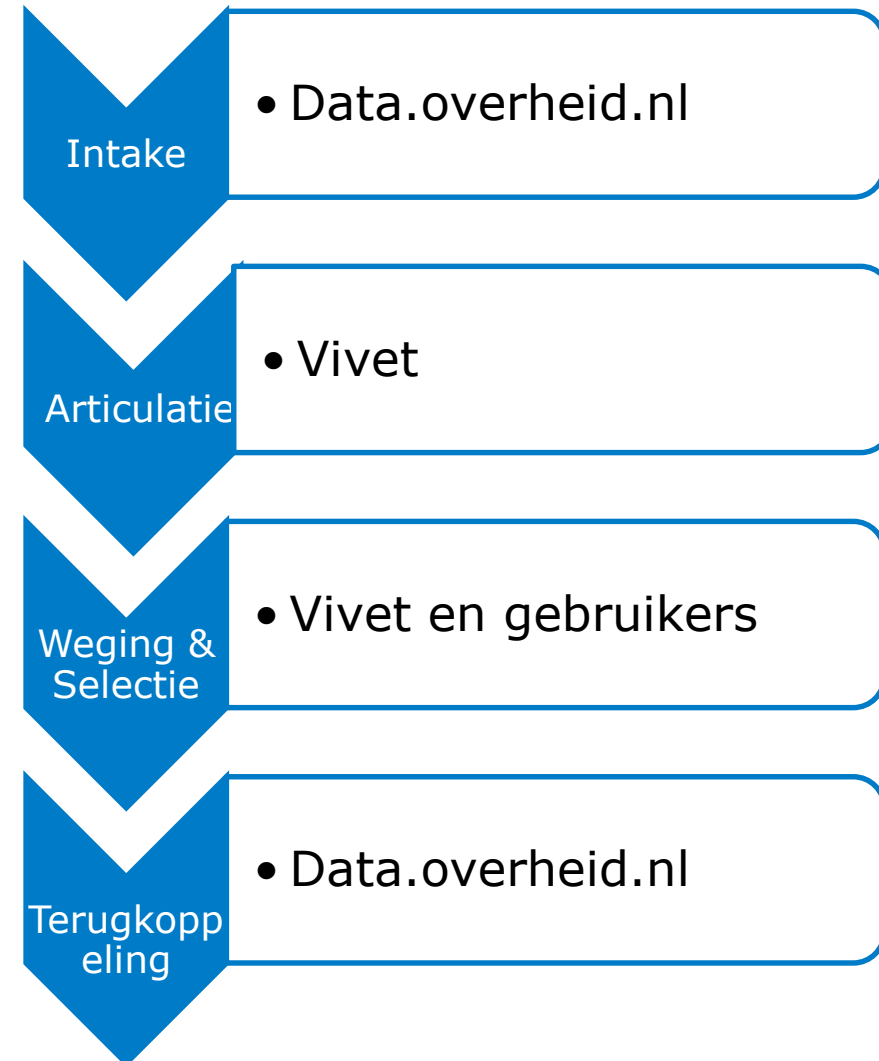 Intake
• Data.overheid.nl
Articulatie
• Vivet
Weging &
Selectie
• Vivet en gebruikers
Terugkopp
eling
• Data.overheid.nl